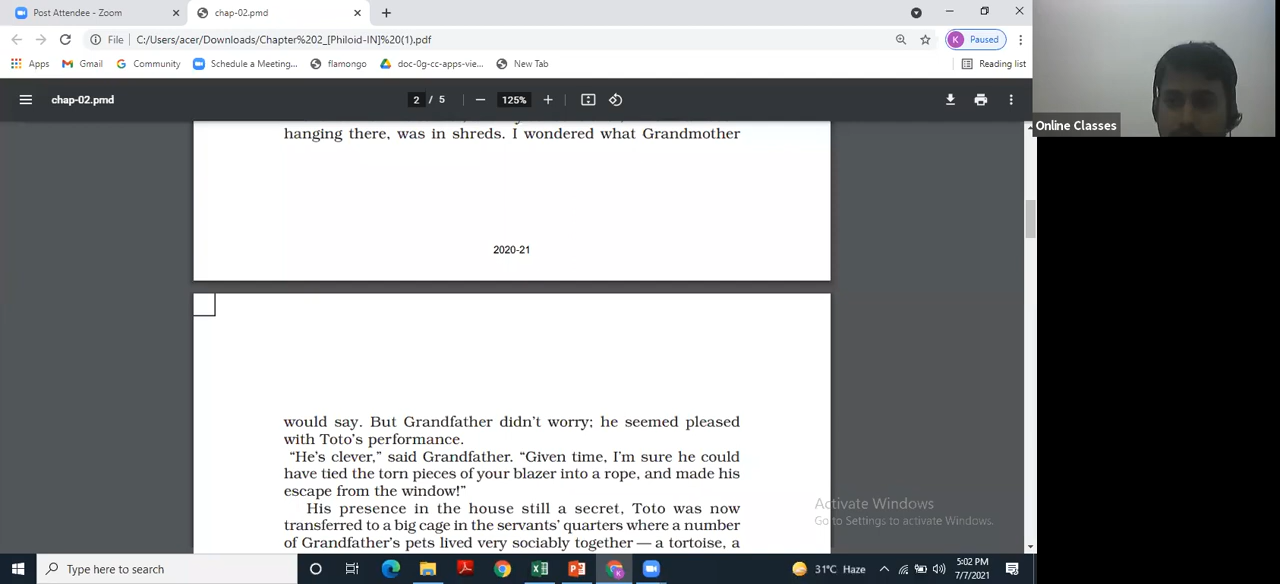 Post Attendee - Zoom
chap-02.pmd
File C:/Users/acer/Downloads/Chapter%202_[Philoid-IN]%20(1).pdf
K Paused
Apps Gmail Community Schedule a Meeting... flamongo doc-0g-cc-apps-vie... New Tab Reading list
chap-02.pmd 2 / 5 125%
Online Classes
hanging there, was in shreds. I wondered what Grandmother
2020-21
would say. But Grandfather didn't worry; he seemed pleased
with Toto's performance.
"He's clever," said Grandfather. "Given time, I'm sure he could
have tied the torn pieces of your blazer into a rope, and made his
escape from the window!"
His presence in the house still a secret, Toto was now
transferred to a big cage in the servants' quarters where a number
of Grandfather's pets lived very sociably together — a tortoise, a
Activate Windows
Go to Settings to activate Windows.
Type here to search
31°C Haze
5:02 PM
7/7/2021